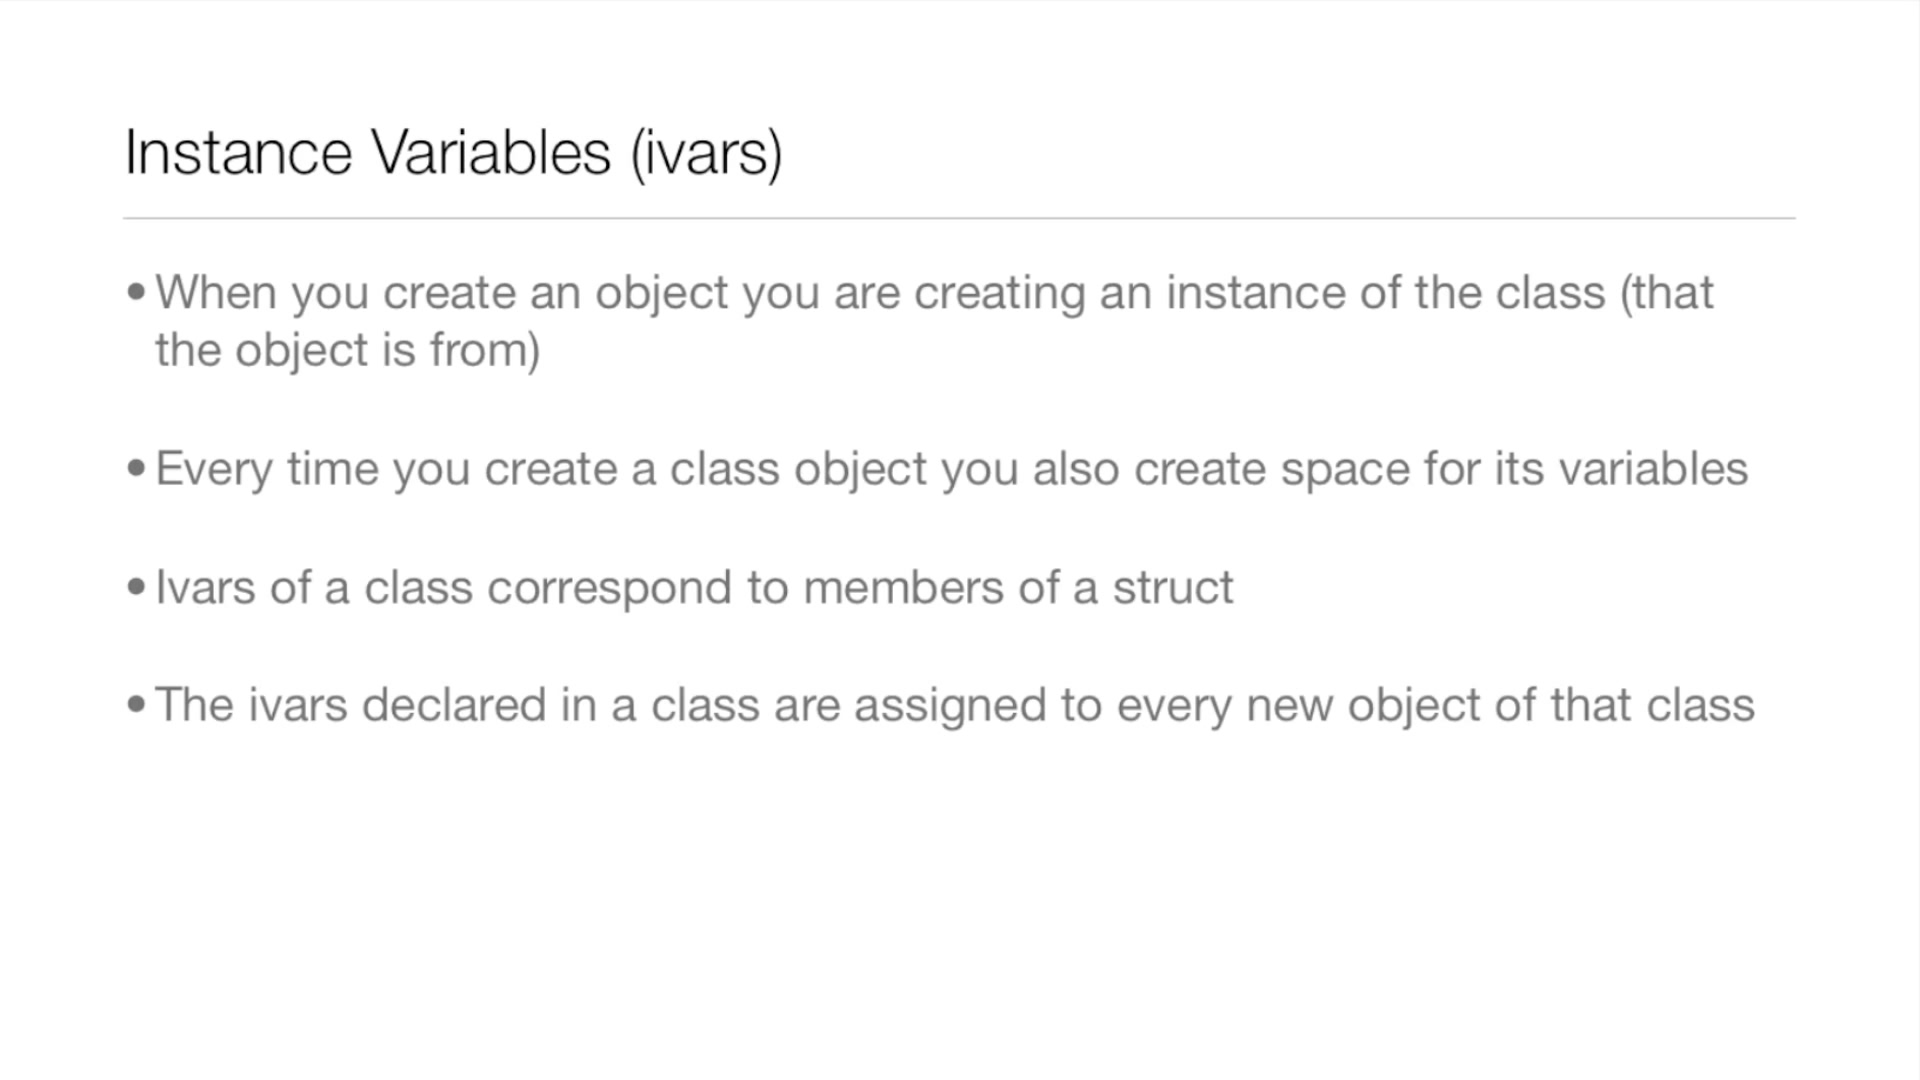 Instance Variables (ivars)
•When you create an object you are creating an instance of the class (that
the object is from)
•Every time you create a class object you also create space for its variables
•Ivars of a class correspond to members of a struct
•The ivars declared in a class are assigned to every new object of that class